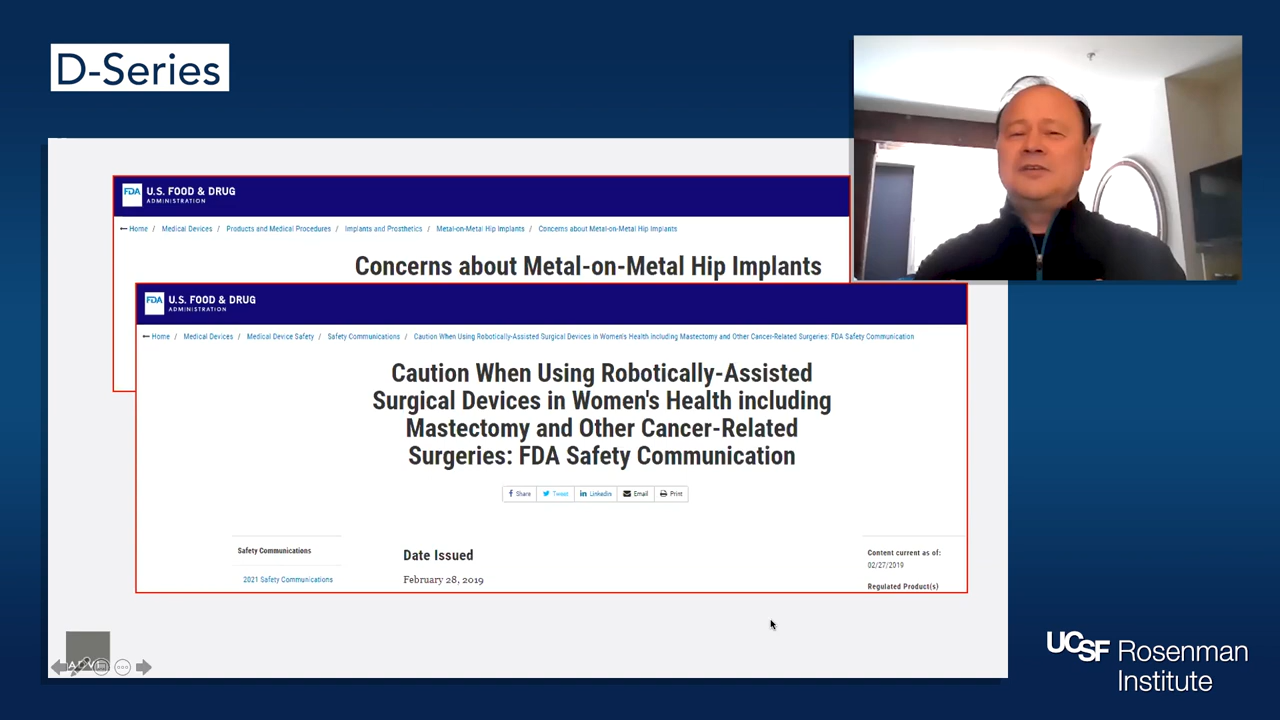 D-Series
FDA
U.S. FOOD & DRUG
ADMINISTRATION
Home / Medical Devices / Products and Medical Procedures / Implants and Prosthetics / Metal-on-Metal Hip Implants / Concerns about Metal-on-Metal Hip Implants
Concerns about Metal-on-Metal Hip Implants
FDA
U.S. FOOD & DRUG
ADMINISTRATION
Home / Medical Devices / Medical Device Safety / Safety Communications / Caution When Using Robotically-Assisted Surgical Devices in Women's Health including Mastectomy and Other Cancer-Related Surgeries: FDA Safety Communication
Caution When Using Robotically-Assisted
Surgical Devices in Women's Health including
Mastectomy and Other Cancer-Related
Surgeries: FDA Safety Communication
Share Tweet Linkedin Email Print
Safety Communications
2021 Safety Communications
Date Issued
February 28, 2019
Content current as of:
02/27/2019
Regulated Product(s)
UCSF Rosenman
Institute